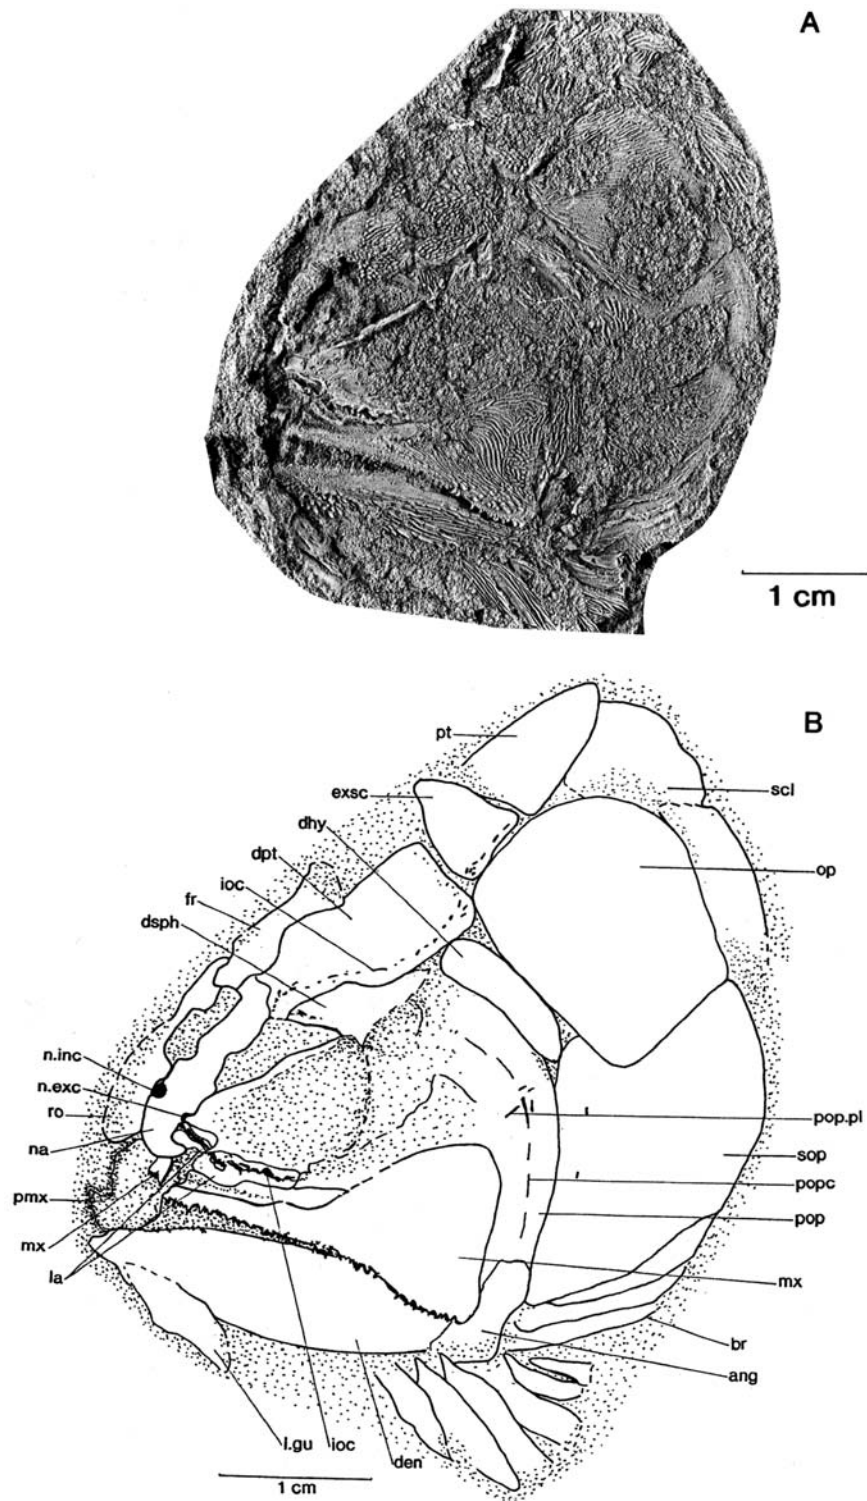 A
1 cm
B
pt
exsc
scl
dhy
dpt
ioc
op
fr
dsph
n.inc
n.exc
ro
pop.pl
na
sop
pmx
popc
pop
mx
mx
la
br
ang
l.gu
ioc
den
1 cm